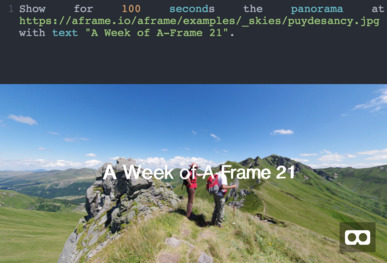 1 Show for 100 seconds the panorama at
https://aframe.io/aframe/examples/_skies/puydesancy.jpg
with text "A Week of A-Frame 21".
A Week of A-Frame 21